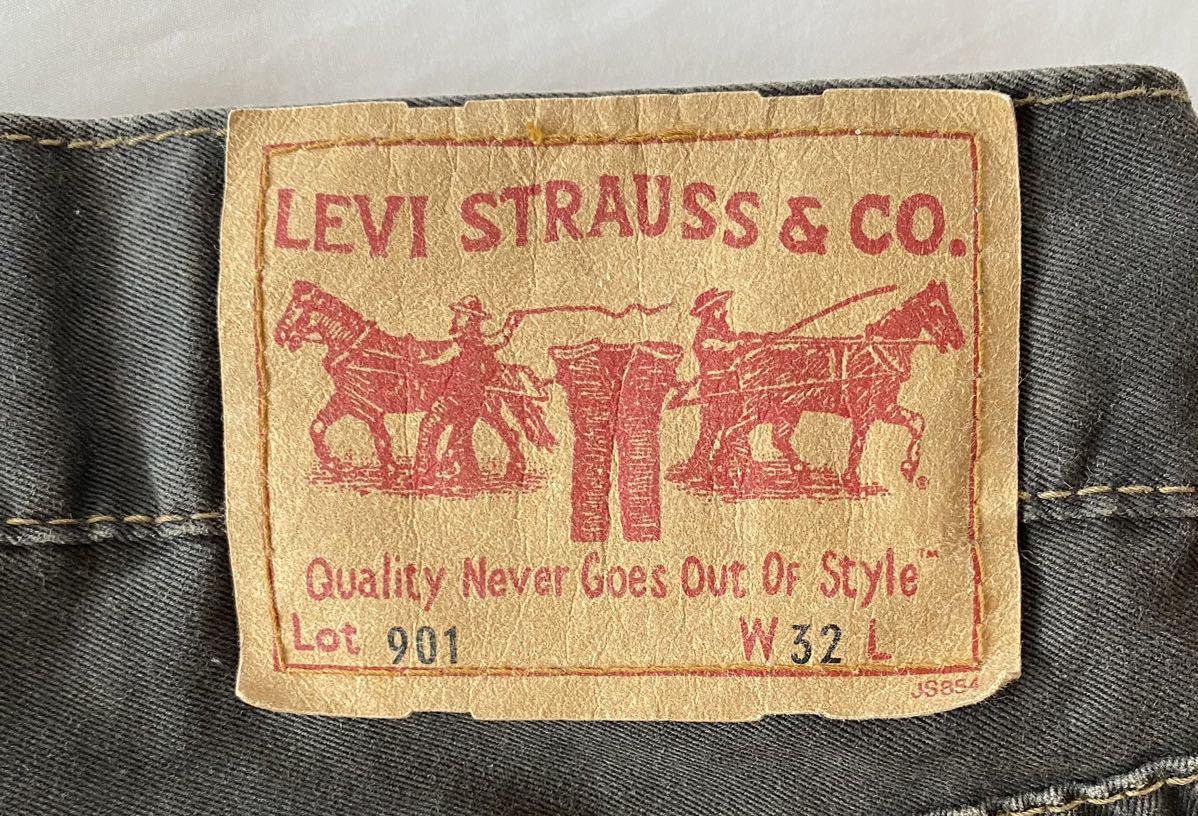 LEVI STRAUSS & CO.
®
Quality Never Goes Out Of Style™
Lot 901 W 32 L
JS854